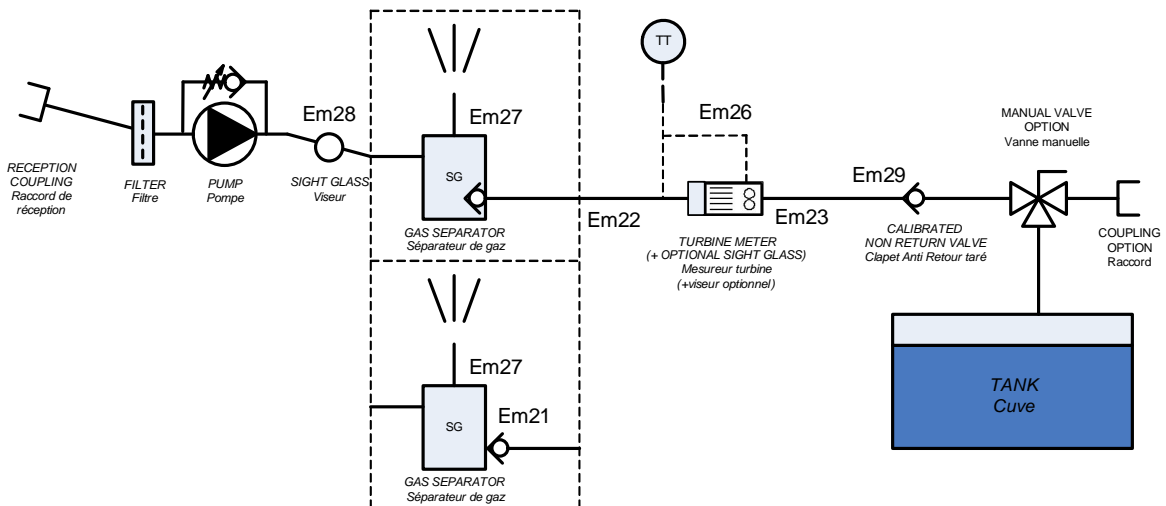 TT
Em28
Em27
Em26
MANUAL VALVE
OPTION
Vanne manuelle
RECEPTION
COUPLING
Raccord de
réception
FILTER
Filtre
PUMP
Pompe
SIGHT GLASS
Viseur
SG
GAS SEPARATOR
Séparateur de gaz
Em22
Em23
Em29
TURBINE METER
(+ OPTIONAL SIGHT GLASS)
Mesureur turbine
(+viseur optionnel)
CALIBRATED
NON RETURN VALVE
Clapet Anti Retour taré
COUPLING
OPTION
Raccord
Em27
SG
Em21
GAS SEPARATOR
Séparateur de gaz
TANK
Cuve